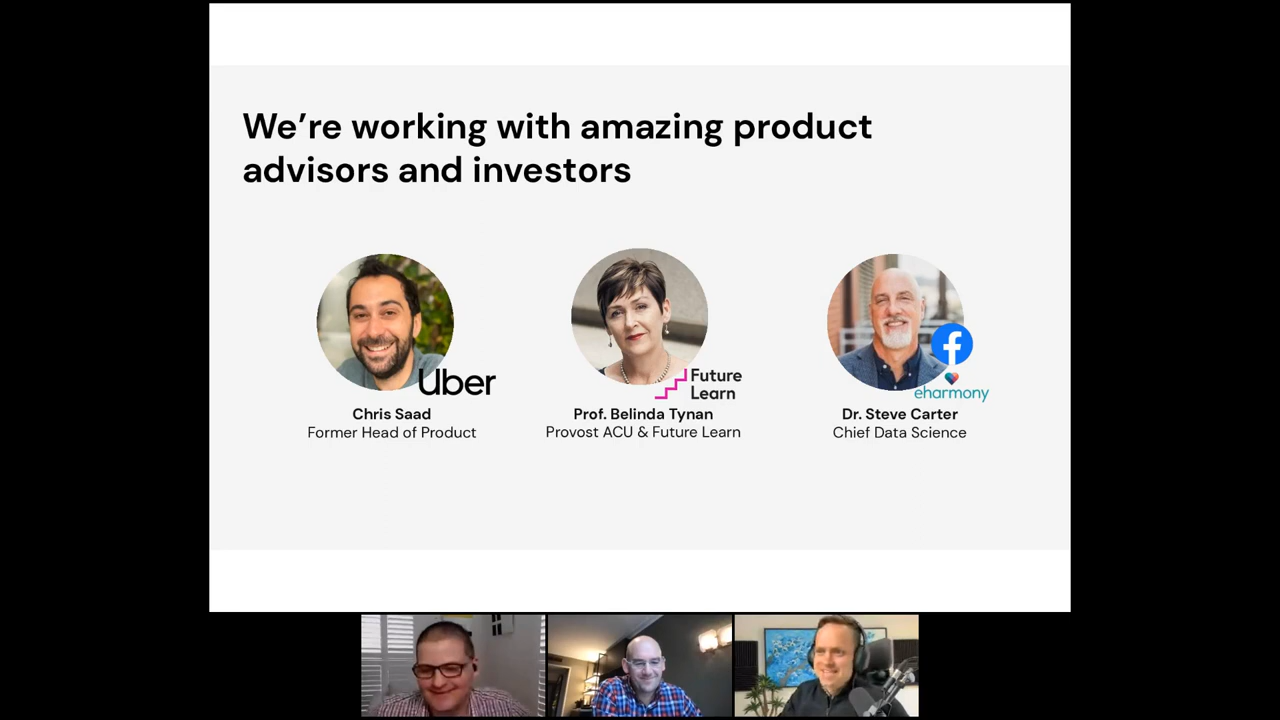 We're working with amazing product
advisors and investors
Uber
Future
Learn
eharmony
Chris Saad
Prof. Belinda Tynan
Dr. Steve Carter
Former Head of Product
Provost ACU & Future Learn
Chief Data Science